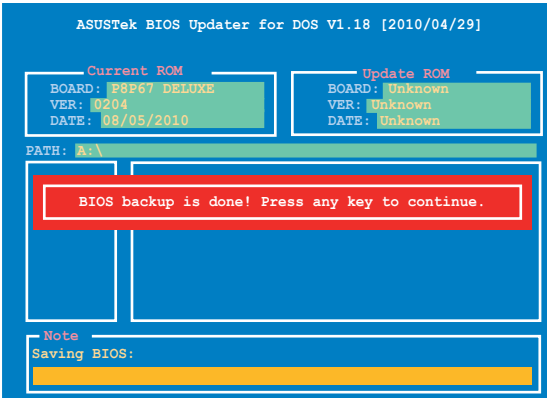 ASUSTek BIOS Updater for DOS V1.18 [2010/04/29]
Current ROM
BOARD: P8P67 DELUXE
VER: 0204
DATE: 08/05/2010
Update ROM
BOARD: Unknown
VER: Unknown
DATE: Unknown
PATH: A:\
BIOS backup is done! Press any key to continue.
Note
Saving BIOS: